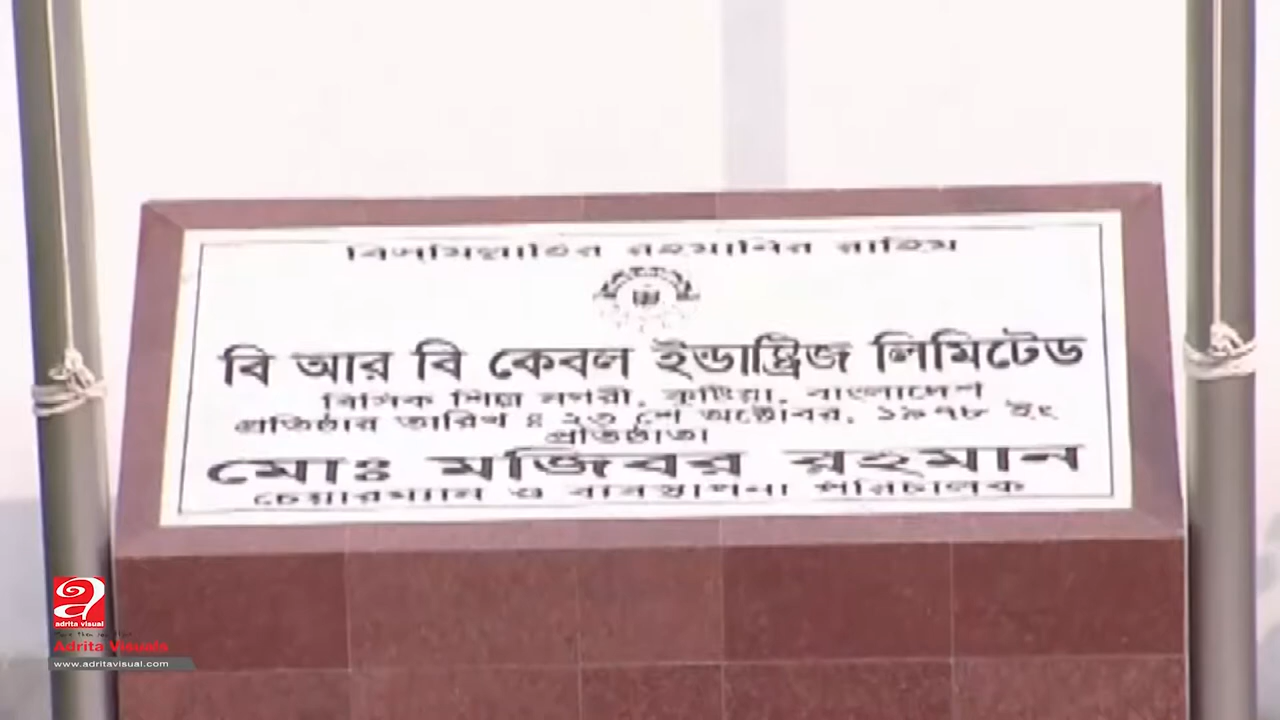 বিসমিল্লাহির রহমানির রাহিম
বি আর বি কেবল ইন্ডাষ্ট্রিজ লিমিটেড
বিসিক শিল্প নগরী, কুষ্টিয়া, বাংলাদেশ
প্রতিষ্ঠার তারিখ ঃ ২৩ শে অক্টোবর, ১৯৭৮ ইং
প্রতিষ্ঠাতা
মোঃ মজিবর রহমান
চেয়ারম্যান ও ব্যবস্থাপনা পরিচালক
adrita visual
Adrita Visuals
www.adritavisual.com